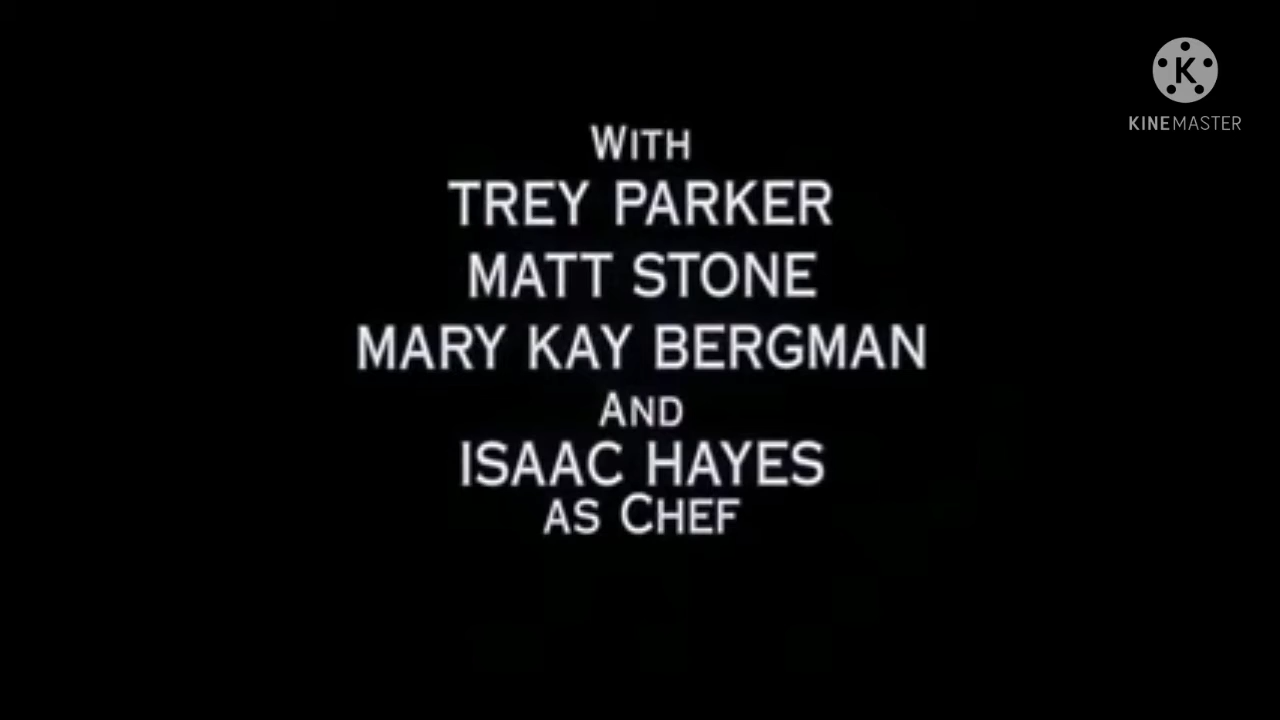 K
KINEMASTER
WITH
TREY PARKER
MATT STONE
MARY KAY BERGMAN
AND
ISAAC HAYES
AS CHEF